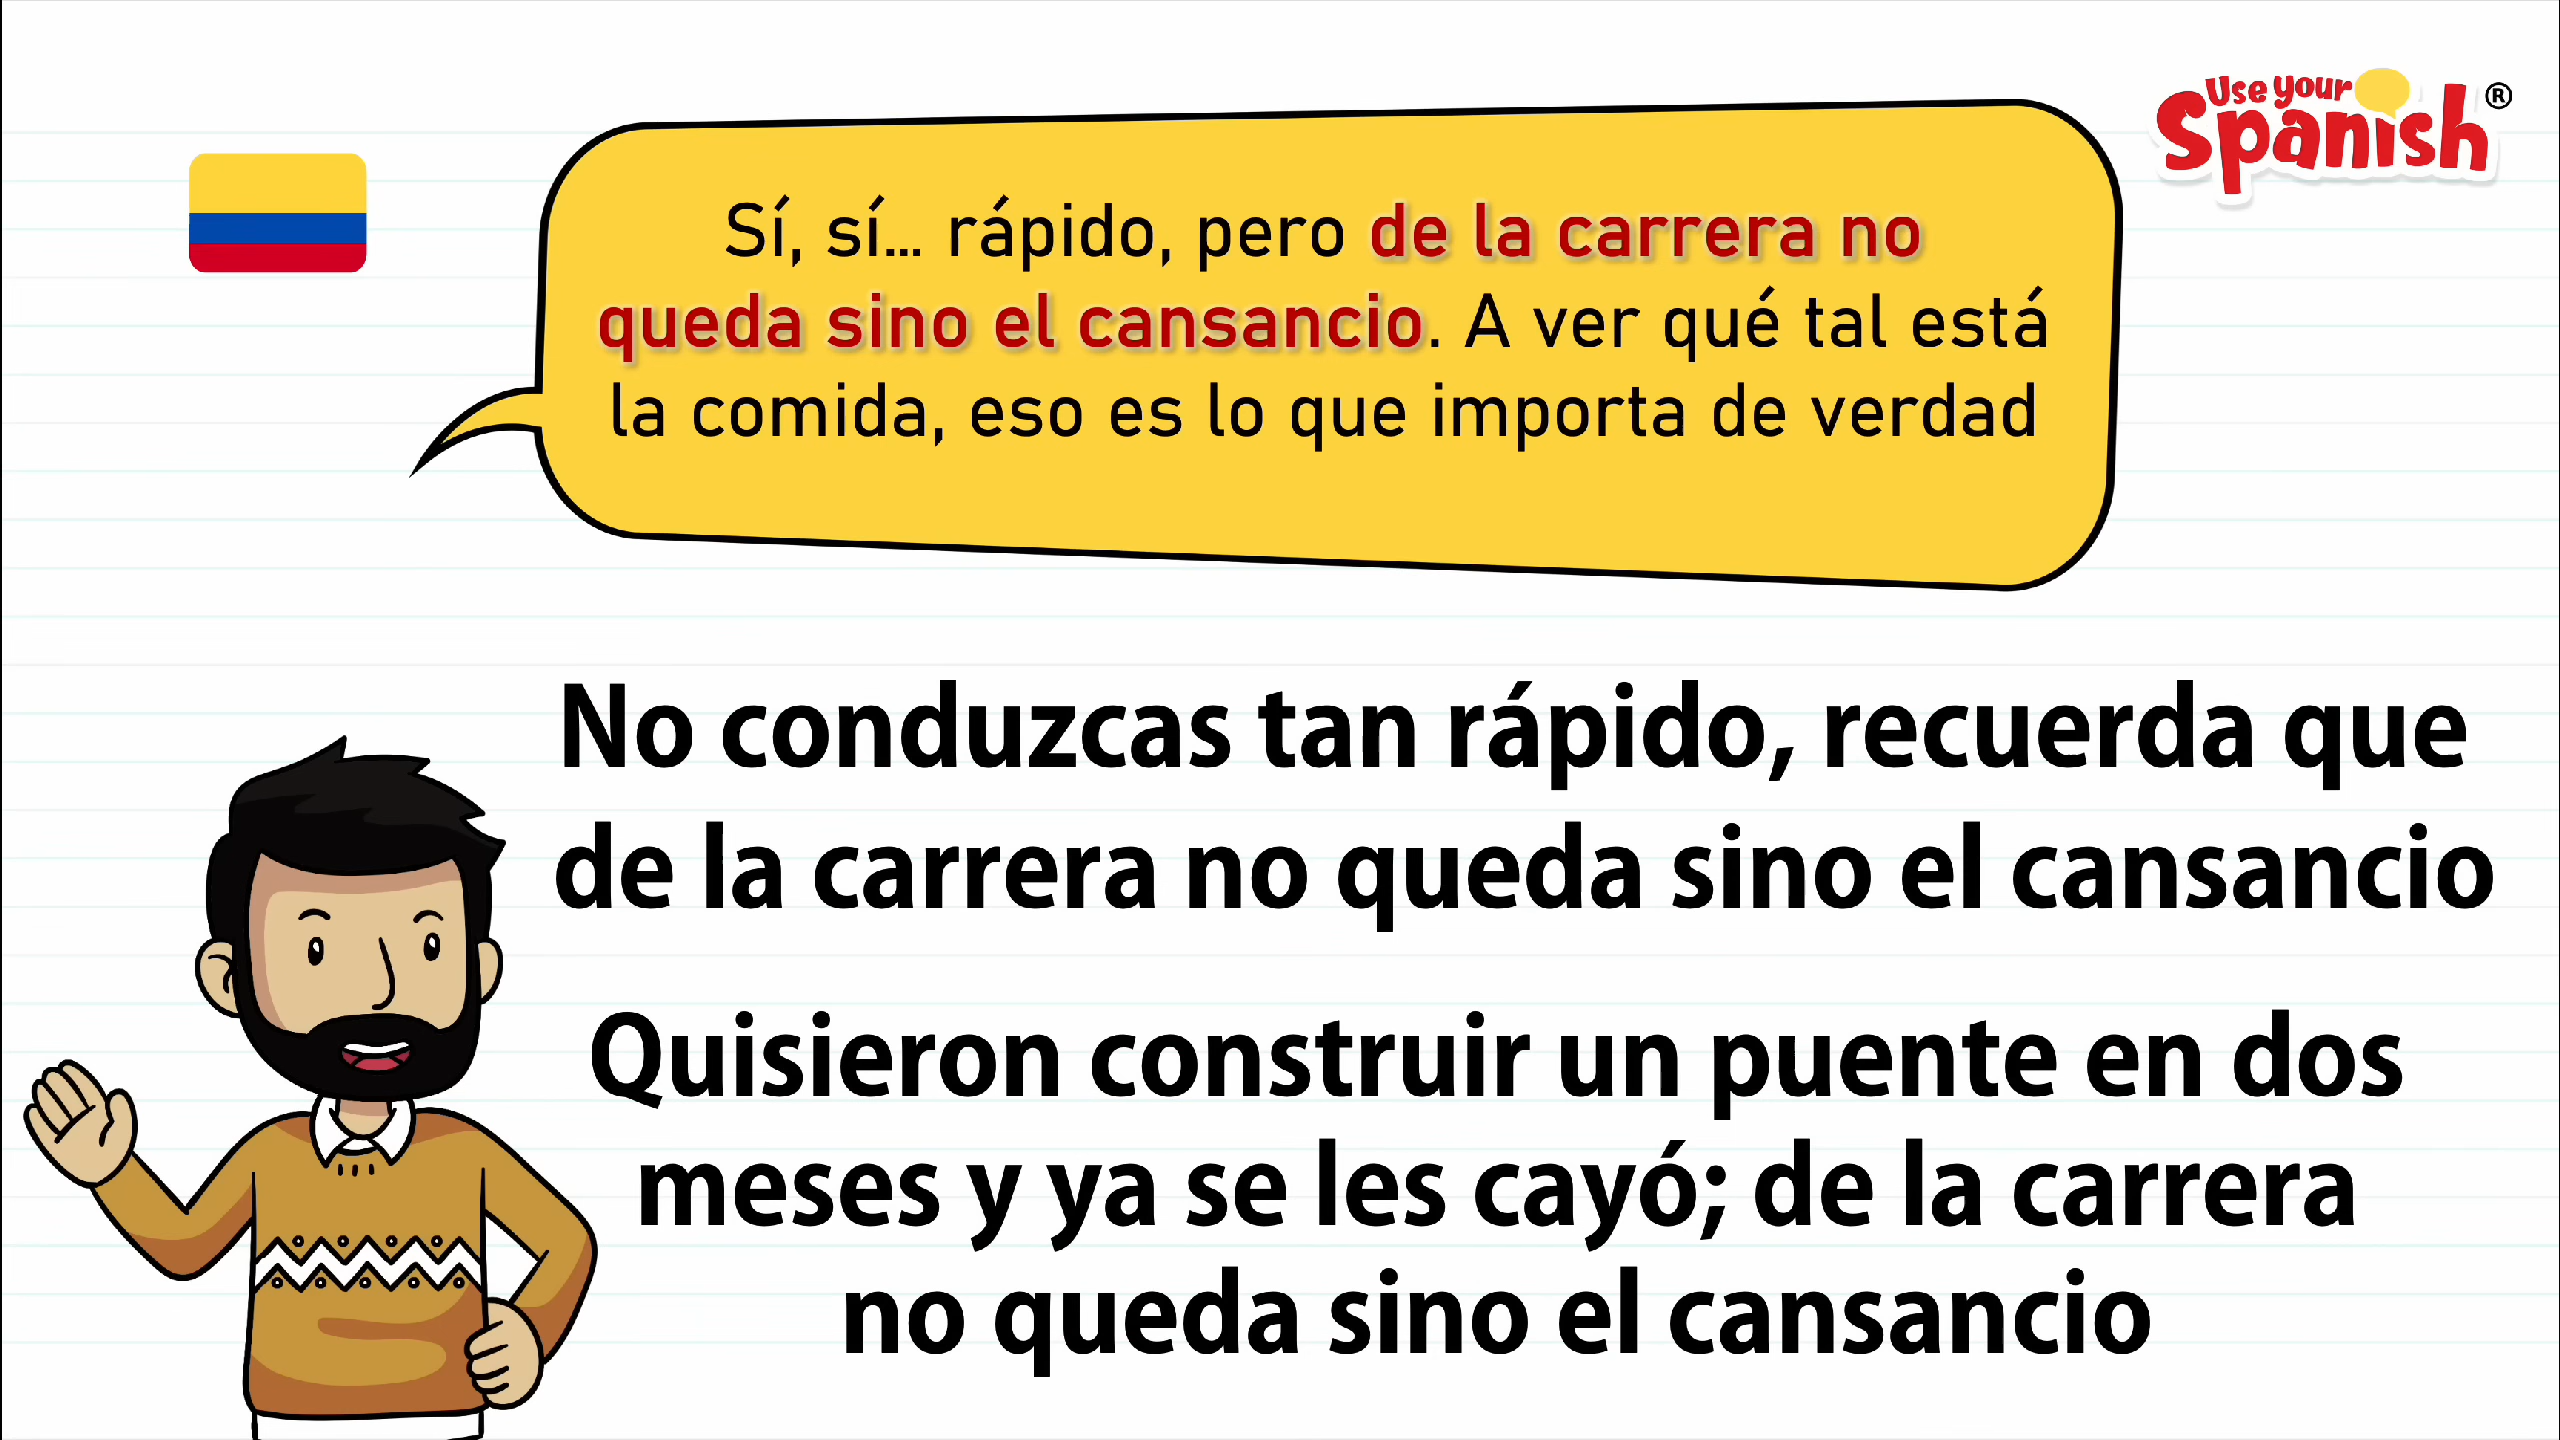 Use your
Spanish®
Sí, sí... rápido, pero de la carrera no
queda sino el cansancio. A ver qué tal está
la comida, eso es lo que importa de verdad
No conduzcas tan rápido, recuerda que
de la carrera no queda sino el cansancio
Quisieron construir un puente en dos
meses y ya se les cayó; de la carrera
no queda sino el cansancio